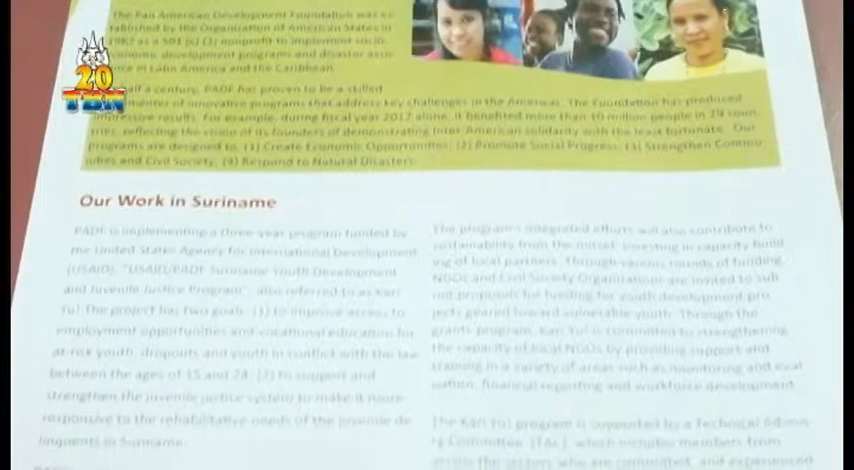 The Pan American Development Foundation was es-
tablished by the Organization of American States in
1962 as a 501 (c) (3) nonprofit to implement socio-
economic development programs and disaster assis-
in Latin America and the Caribbean.
half a century, PADF has proven to be a skilled
of innovative programs that address key challenges in the Americas. The Foundation has produced
impressive results. For example, during fiscal year 2012 alone, it benefited more than 10 million people in 29 coun-
tries, reflecting the vision of its founders of demonstrating Inter-American solidarity with the least fortunate. Our
programs are designed to: (1) Create Economic Opportunities; (2) Promote Social Progress; (3) Strengthen Commu-
nities and Civil Society; (4) Respond to Natural Disasters.
20
TBN
Our Work in Suriname
PADF is implementing a three-year program funded by
the United States Agency for International Development
(USAID), "USAID/PADF Suriname Youth Development
and Juvenile Justice Program", also referred to as Kari
Yu! The project has two goals: (1) to improve access to
employment opportunities and vocational education for
at-risk youth, dropouts and youth in conflict with the law
between the ages of 15 and 24; (2) to support and
strengthen the juvenile justice system to make it more
responsive to the rehabilitative needs of the juvenile de-
linquents in Suriname.
The program's integrated efforts will also contribute to
sustainability from the outset, investing in capacity build-
ing of local partners. Through various rounds of funding
NGOs and Civil Society Organizations are invited to sub-
mit proposals for funding for youth development pro-
jects geared toward vulnerable youth. Through the
grants program, Kari Yu! is committed to strengthening
the capacity of local NGOs by providing support and
training in a variety of areas such as monitoring and eval-
uation, financial reporting and workforce development.
The Kari Yu! program is supported by a Technical Adviso-
ry Committee (TAC), which includes members from
across the sectors who are committed, and experienced